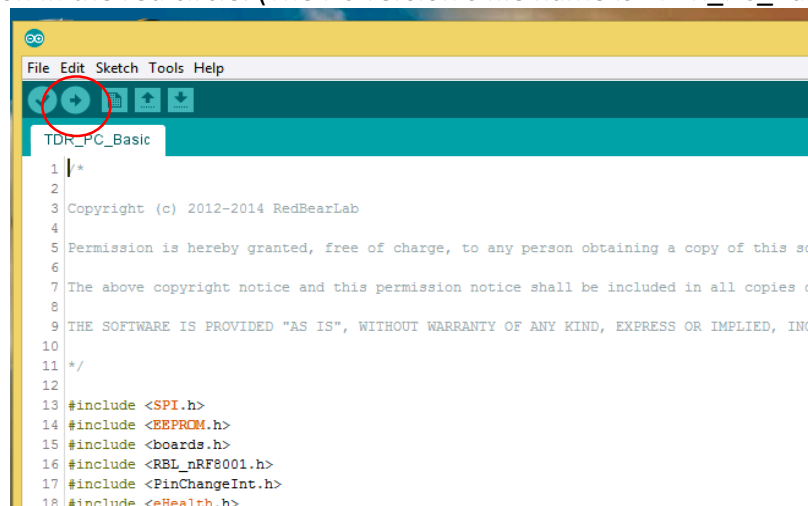 File Edit Sketch Tools Help
TDR_PC_Basic
1 /*
2
3 Copyright (c) 2012-2014 RedBearLab
4
5 Permission is hereby granted, free of charge, to any person obtaining a copy of this
6
7 The above copyright notice and this permission notice shall be included in all copies
8
9 THE SOFTWARE IS PROVIDED "AS IS", WITHOUT WARRANTY OF ANY KIND, EXPRESS OR IMPLIED,
10
11 */
12
13 #include <SPI.h>
14 #include <EEPROM.h>
15 #include <boards.h>
16 #include <RBL_nRF8001.h>
17 #include <PinChangeInt.h>
18 #include <eHealth.h>